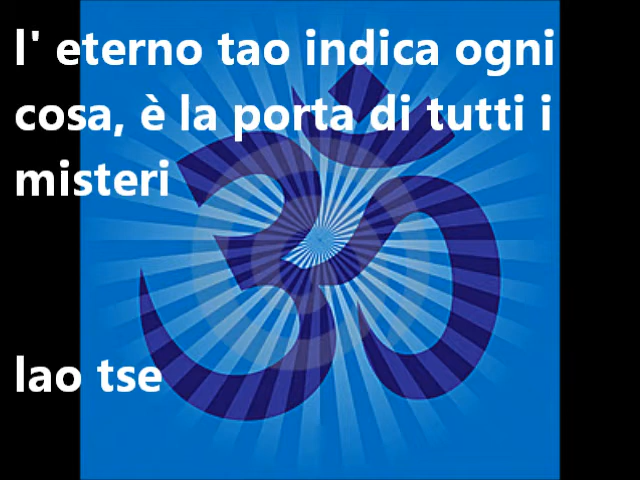 l' eterno tao indica ogni
cosa, è la porta di tutti i
misteri
lao tse